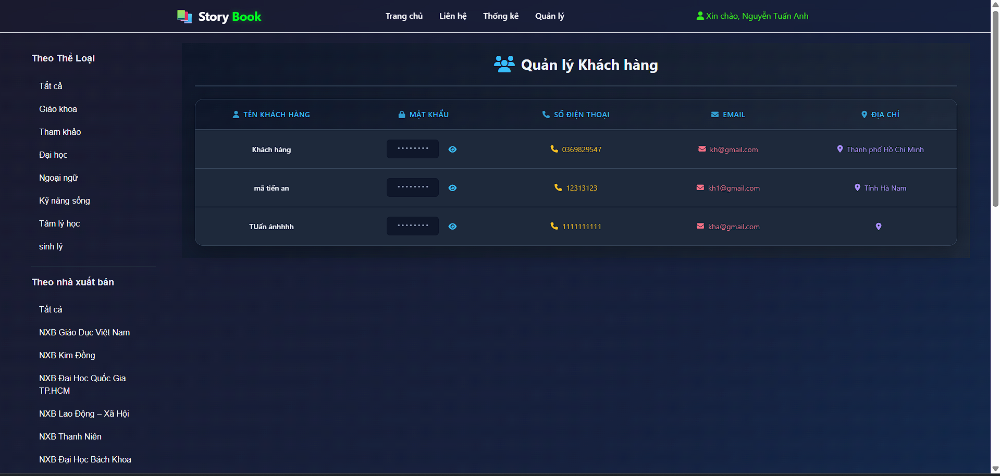 Story Book
Trang chủ
Liên hệ
Thống kê
Quản lý
Xin chào, Nguyễn Tuấn Anh
Theo Thể Loại
Tất cả
Giáo khoa
Tham khảo
Đại học
Ngoại ngữ
Kỹ năng sống
Tâm lý học
sinh lý
Theo nhà xuất bản
Tất cả
NXB Giáo Dục Việt Nam
NXB Kim Đồng
NXB Đại Học Quốc Gia
TP.HCM
NXB Lao Động – Xã Hội
NXB Thanh Niên
NXB Đại Học Bách Khoa
Quản lý Khách hàng
TÊN KHÁCH HÀNG MẬT KHẨU SỐ ĐIỆN THOẠI EMAIL ĐỊA CHỈ
Khách hàng •••••••• 0369829547 kh@gmail.com Thành phố Hồ Chí Minh
mã tiến an •••••••• 12313123 kh1@gmail.com Tỉnh Hà Nam
TUấn ánhhhh •••••••• 1111111111 kha@gmail.com